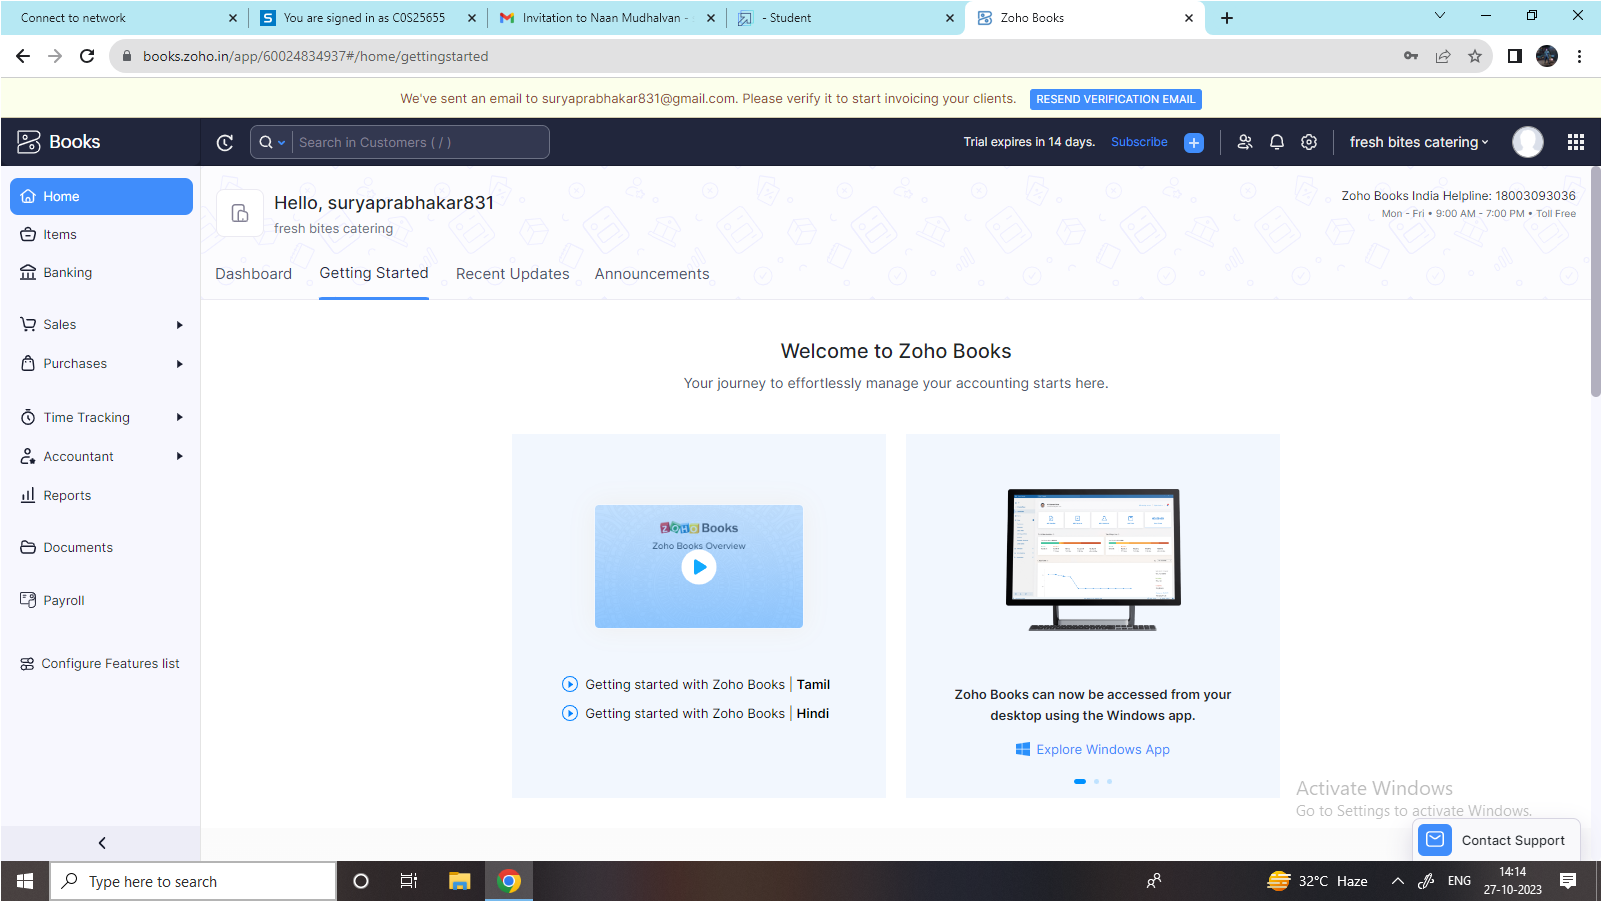 Connect to network
You are signed in as C0S25655
Invitation to Naan Mudhalvan -
- Student
Zoho Books
books.zoho.in/app/60024834937#/home/gettingstarted
We've sent an email to suryaprabhakar831@gmail.com. Please verify it to start invoicing your clients.
RESEND VERIFICATION EMAIL
Books
Search in Customers ( / )
Trial expires in 14 days.
Subscribe
fresh bites catering
Home
Items
Banking
Sales
Purchases
Time Tracking
Accountant
Reports
Documents
Payroll
Configure Features list
Hello, suryaprabhakar831
fresh bites catering
Zoho Books India Helpline: 18003093036
Mon - Fri • 9:00 AM - 7:00 PM • Toll Free
Dashboard
Getting Started
Recent Updates
Announcements
Welcome to Zoho Books
Your journey to effortlessly manage your accounting starts here.
ZOHO Books
Zoho Books Overview
Getting started with Zoho Books | Tamil
Getting started with Zoho Books | Hindi
Zoho Books can now be accessed from your
desktop using the Windows app.
Explore Windows App
Activate Windows
Go to Settings to activate Windows.
Contact Support
Type here to search
32°C Haze
ENG
14:14
27-10-2023